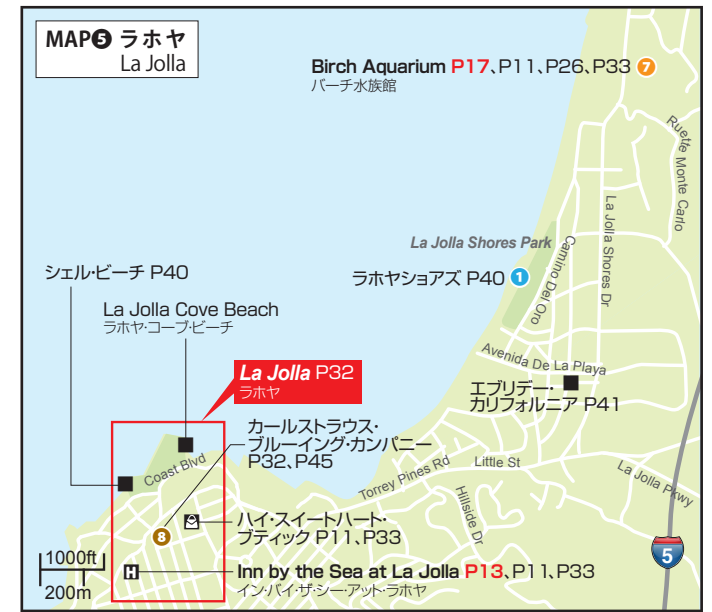 MAP❺ ラホヤ
La Jolla
Birch Aquarium P17、P11、P26、P33 7
バーチ水族館
Ruette Monte Carlo
La Jolla Shores Dr
La Jolla Shores Park
Camino Del Oro
ラホヤショアズ P40 1
シェル・ビーチ P40
La Jolla Cove Beach
ラホヤ・コーブ・ビーチ
Avenida De La Playa
La Jolla P32
ラホヤ
エブリデー・
カリフォルニア P41
カールストラウス・
ブルーイング・カンパニー
P32、P45
Coast Blvd
Torrey Pines Rd
Little St
La Jolla Pkwy
Hillside Dr
ハイ・スイートハート・
ブティック P11、P33
8
5
1000ft
200m
H
Inn by the Sea at La Jolla P13、P11、P33
イン・バイ・ザ・シー・アット・ラホヤ